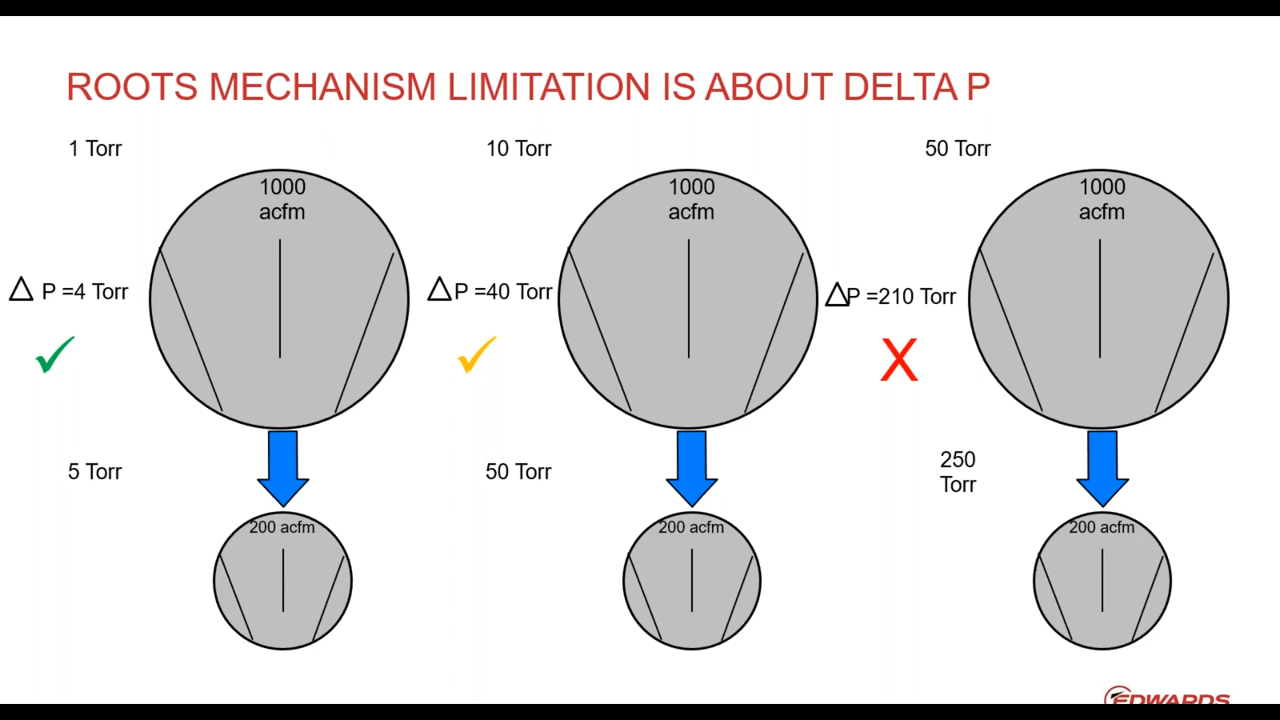 ROOTS MECHANISM LIMITATION IS ABOUT DELTA P
1 Torr
1000
acfm
△ P =4 Torr
✓
5 Torr
200 acfm
10 Torr
1000
acfm
△P =40 Torr
✓
50 Torr
200 acfm
50 Torr
1000
acfm
△P =210 Torr
X
250
Torr
200 acfm
EDWARDS